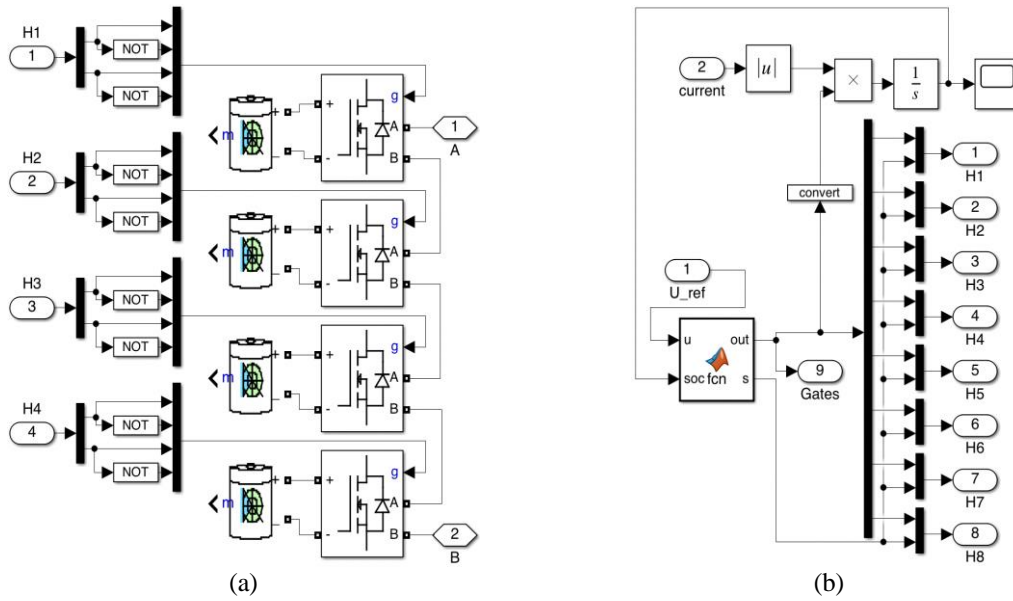 H1
1
NOT
NOT
g
+
+
m
A
-
-
B
1
A
H2
2
NOT
NOT
g
+
+
m
A
-
-
B
H3
3
NOT
NOT
g
+
+
m
A
-
-
B
H4
4
NOT
NOT
g
+
+
m
A
-
-
B
2
B
(a)
2
current
|u|
×
1
s
convert
1
U_ref
u
out
soc
fcn
s
9
Gates
1
H1
2
H2
3
H3
4
H4
5
H5
6
H6
7
H7
8
H8
(b)